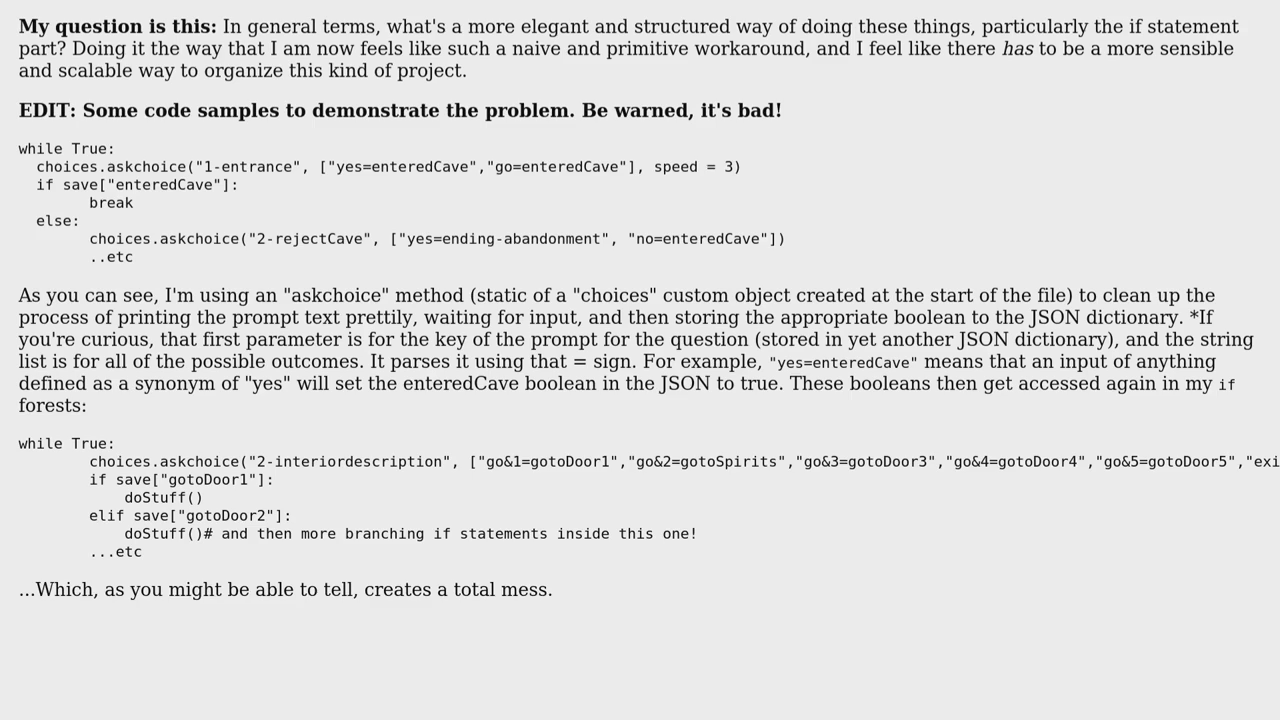 My question is this: In general terms, what's a more elegant and structured way of doing these things, particularly the if statement
part? Doing it the way that I am now feels like such a naive and primitive workaround, and I feel like there has to be a more sensible
and scalable way to organize this kind of project.
EDIT: Some code samples to demonstrate the problem. Be warned, it's bad!
while True:
  choices.askchoice("1-entrance", ["yes=enteredCave","go=enteredCave"], speed = 3)
  if save["enteredCave"]:
        break
  else:
        choices.askchoice("2-rejectCave", ["yes=ending-abandonment", "no=enteredCave"])
        ..etc
As you can see, I'm using an "askchoice" method (static of a "choices" custom object created at the start of the file) to clean up the
process of printing the prompt text prettily, waiting for input, and then storing the appropriate boolean to the JSON dictionary. *If
you're curious, that first parameter is for the key of the prompt for the question (stored in yet another JSON dictionary), and the string
list is for all of the possible outcomes. It parses it using that = sign. For example, "yes=enteredCave" means that an input of anything
defined as a synonym of "yes" will set the enteredCave boolean in the JSON to true. These booleans then get accessed again in my if
forests:
while True:
        choices.askchoice("2-interiordescription", ["go&1=gotoDoor1","go&2=gotoSpirits","go&3=gotoDoor3","go&4=gotoDoor4","go&5=gotoDoor5","exi
        if save["gotoDoor1"]:
            doStuff()
        elif save["gotoDoor2"]:
            doStuff()# and then more branching if statements inside this one!
        ...etc
...Which, as you might be able to tell, creates a total mess.